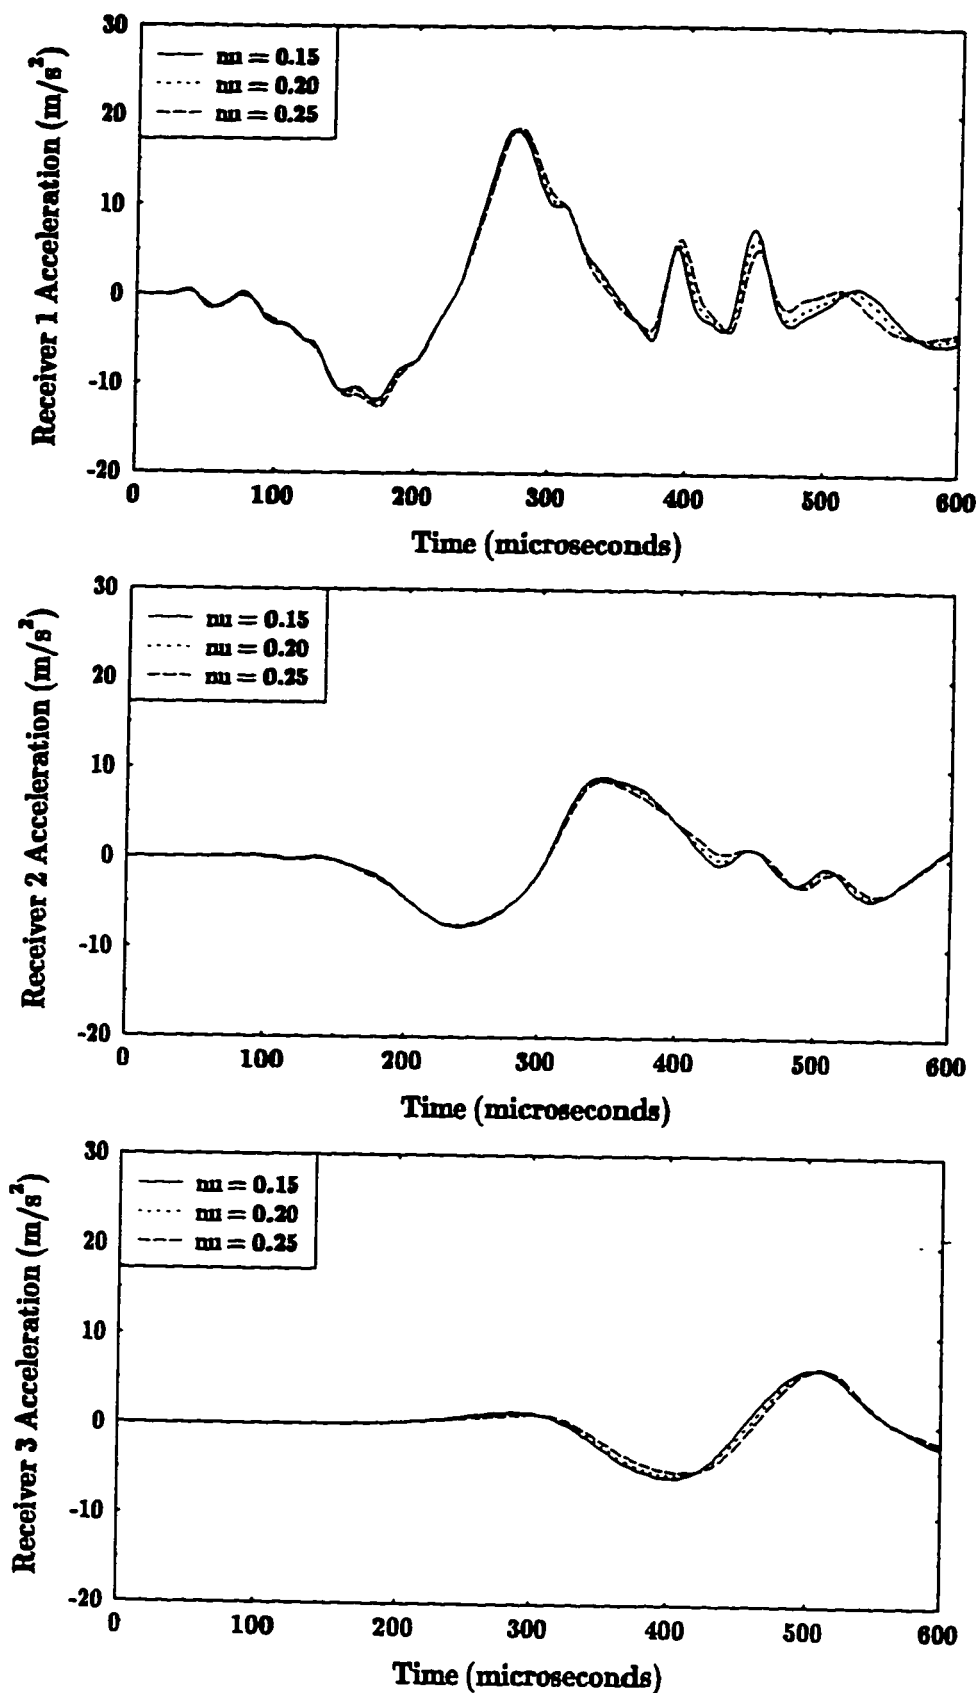 Receiver 1 Acceleration (m/s²)
30
20
10
0
-10
-20
nu = 0.15
nu = 0.20
nu = 0.25
0 100 200 300 400 500 600
Time (microseconds)
Receiver 2 Acceleration (m/s²)
30
20
10
0
-10
-20
nu = 0.15
nu = 0.20
nu = 0.25
0 100 200 300 400 500 600
Time (microseconds)
Receiver 3 Acceleration (m/s²)
30
20
10
0
-10
-20
nu = 0.15
nu = 0.20
nu = 0.25
0 100 200 300 400 500 600
Time (microseconds)